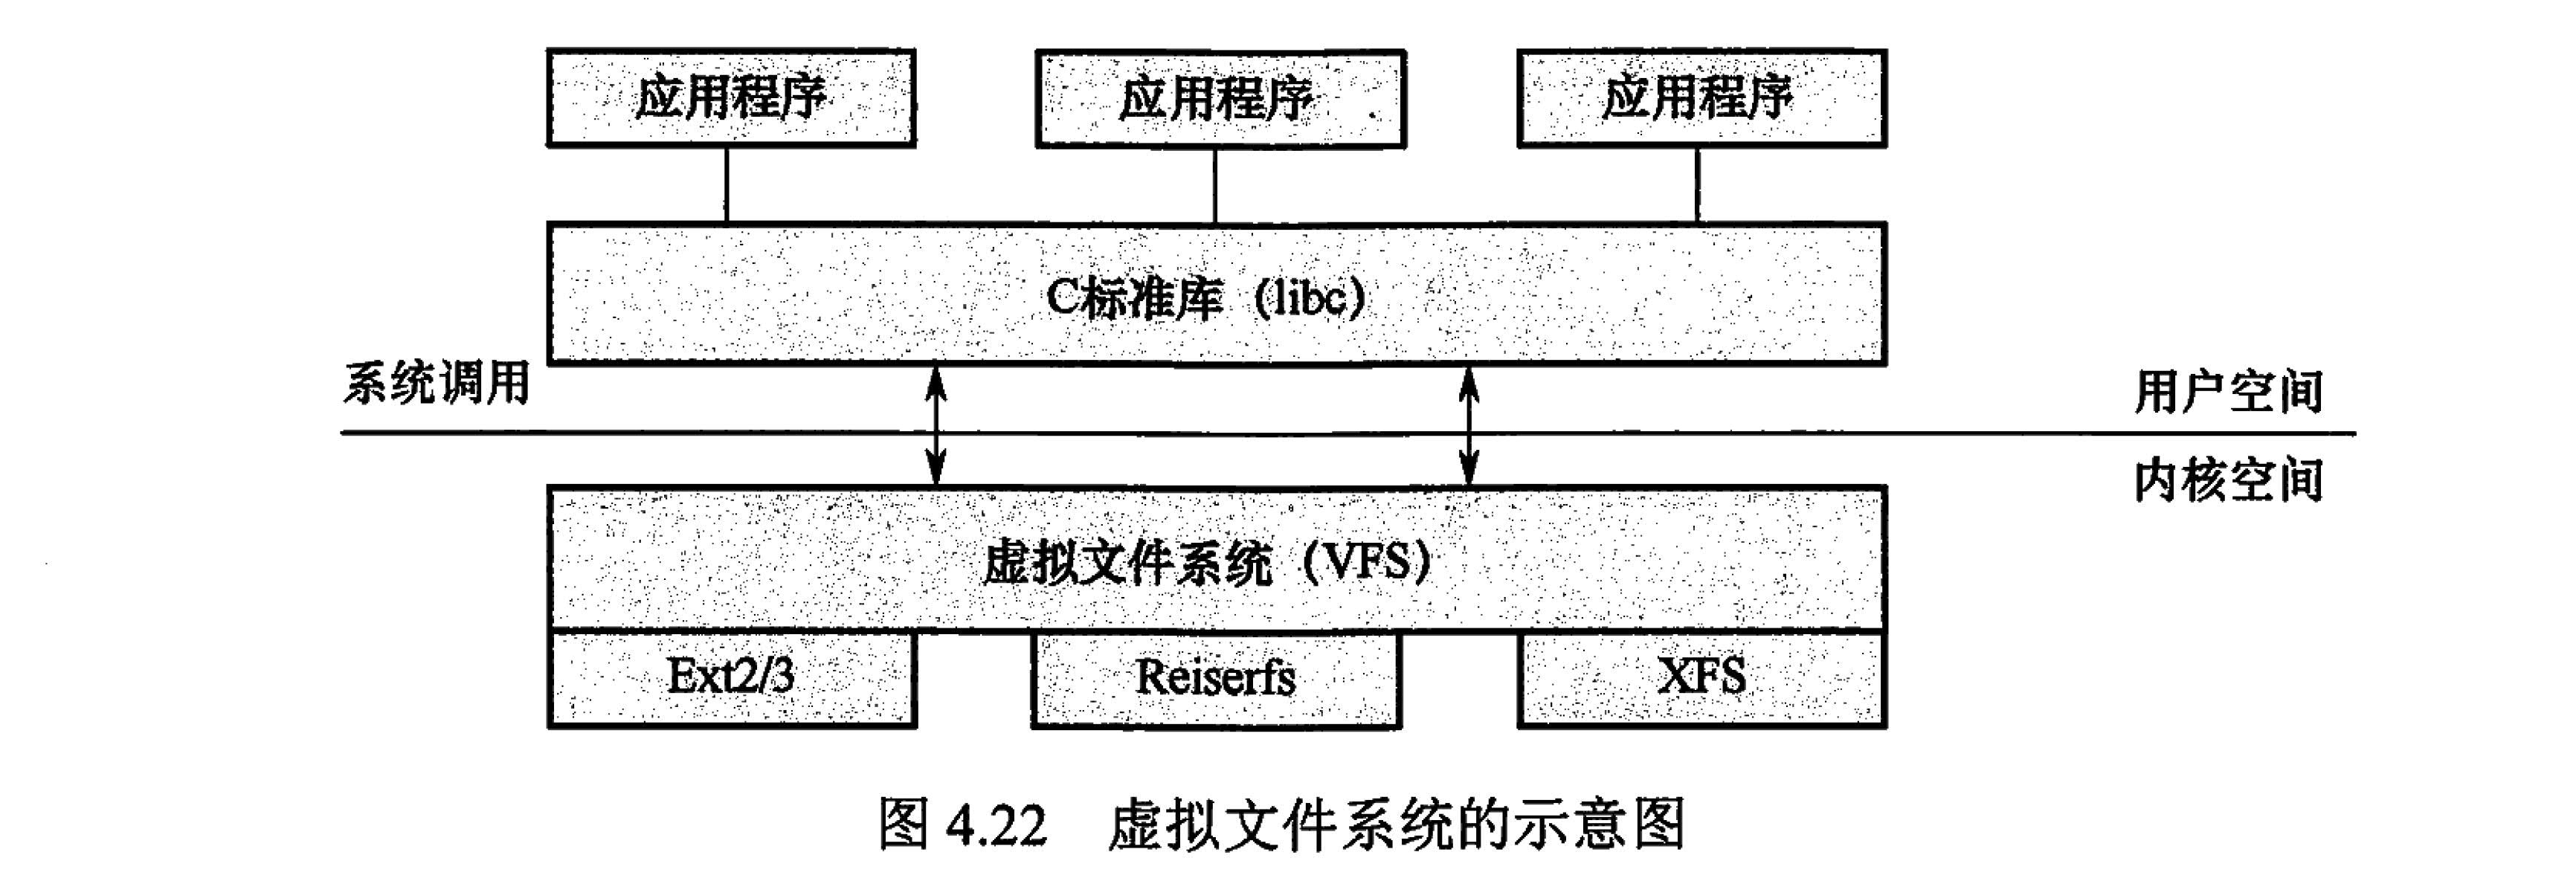 应用程序
应用程序
应用程序
C标准库（libc）
系统调用
用户空间
内核空间
虚拟文件系统（VFS）
Ext2/3
Reiserfs
XFS
图 4.22 虚拟文件系统的示意图